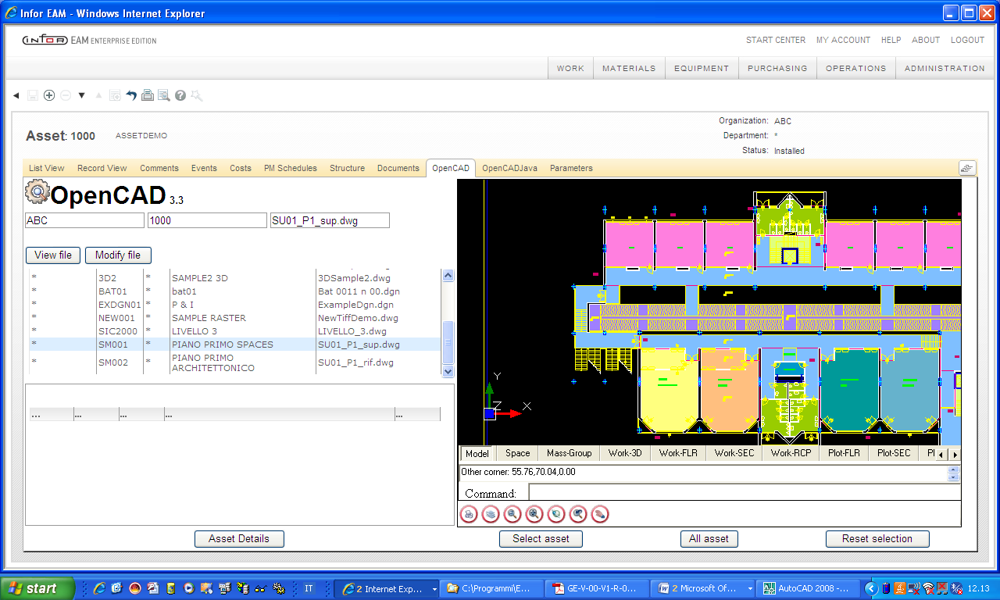 Infor EAM - Windows Internet Explorer
infor EAM ENTERPRISE EDITION
START CENTER MY ACCOUNT HELP ABOUT LOGOUT
WORK MATERIALS EQUIPMENT PURCHASING OPERATIONS ADMINISTRATION
Asset: 1000 ASSETDEMO
Organization: ABC
Department: *
Status: Installed
List View Record View Comments Events Costs PM Schedules Structure Documents OpenCAD OpenCADJava Parameters
OpenCAD 3.3
ABC 1000 SU01_P1_sup.dwg
View file Modify file
* 3D2 * SAMPLE2 3D 3DSample2.dwg
* BAT01 * bat01 Bat 0011 n 00.dgn
* EXDGN01 * P & I ExampleDgn.dgn
* NEW001 * SAMPLE RASTER NewTiffDemo.dwg
* SIC2000 * LIVELLO 3 LIVELLO_3.dwg
* SM001 * PIANO PRIMO SPACES SU01_P1_sup.dwg
* SM002 * PIANO PRIMO ARCHITETTONICO SU01_P1_rif.dwg
... ... ... ... ...
Y
Z X
Model Space Mass-Group Work-3D Work-FLR Work-SEC Work-RCP Plot-FLR Plot-SEC Pl
Other corner: 55.76,70.04,0.00
Command:
Asset Details Select asset All asset Reset selection
start IT 2 Internet Exp... C:\Programmi\E... GE-V-00-V1-R-0... 2 Microsoft Of... AutoCAD 2008 -... 12.13